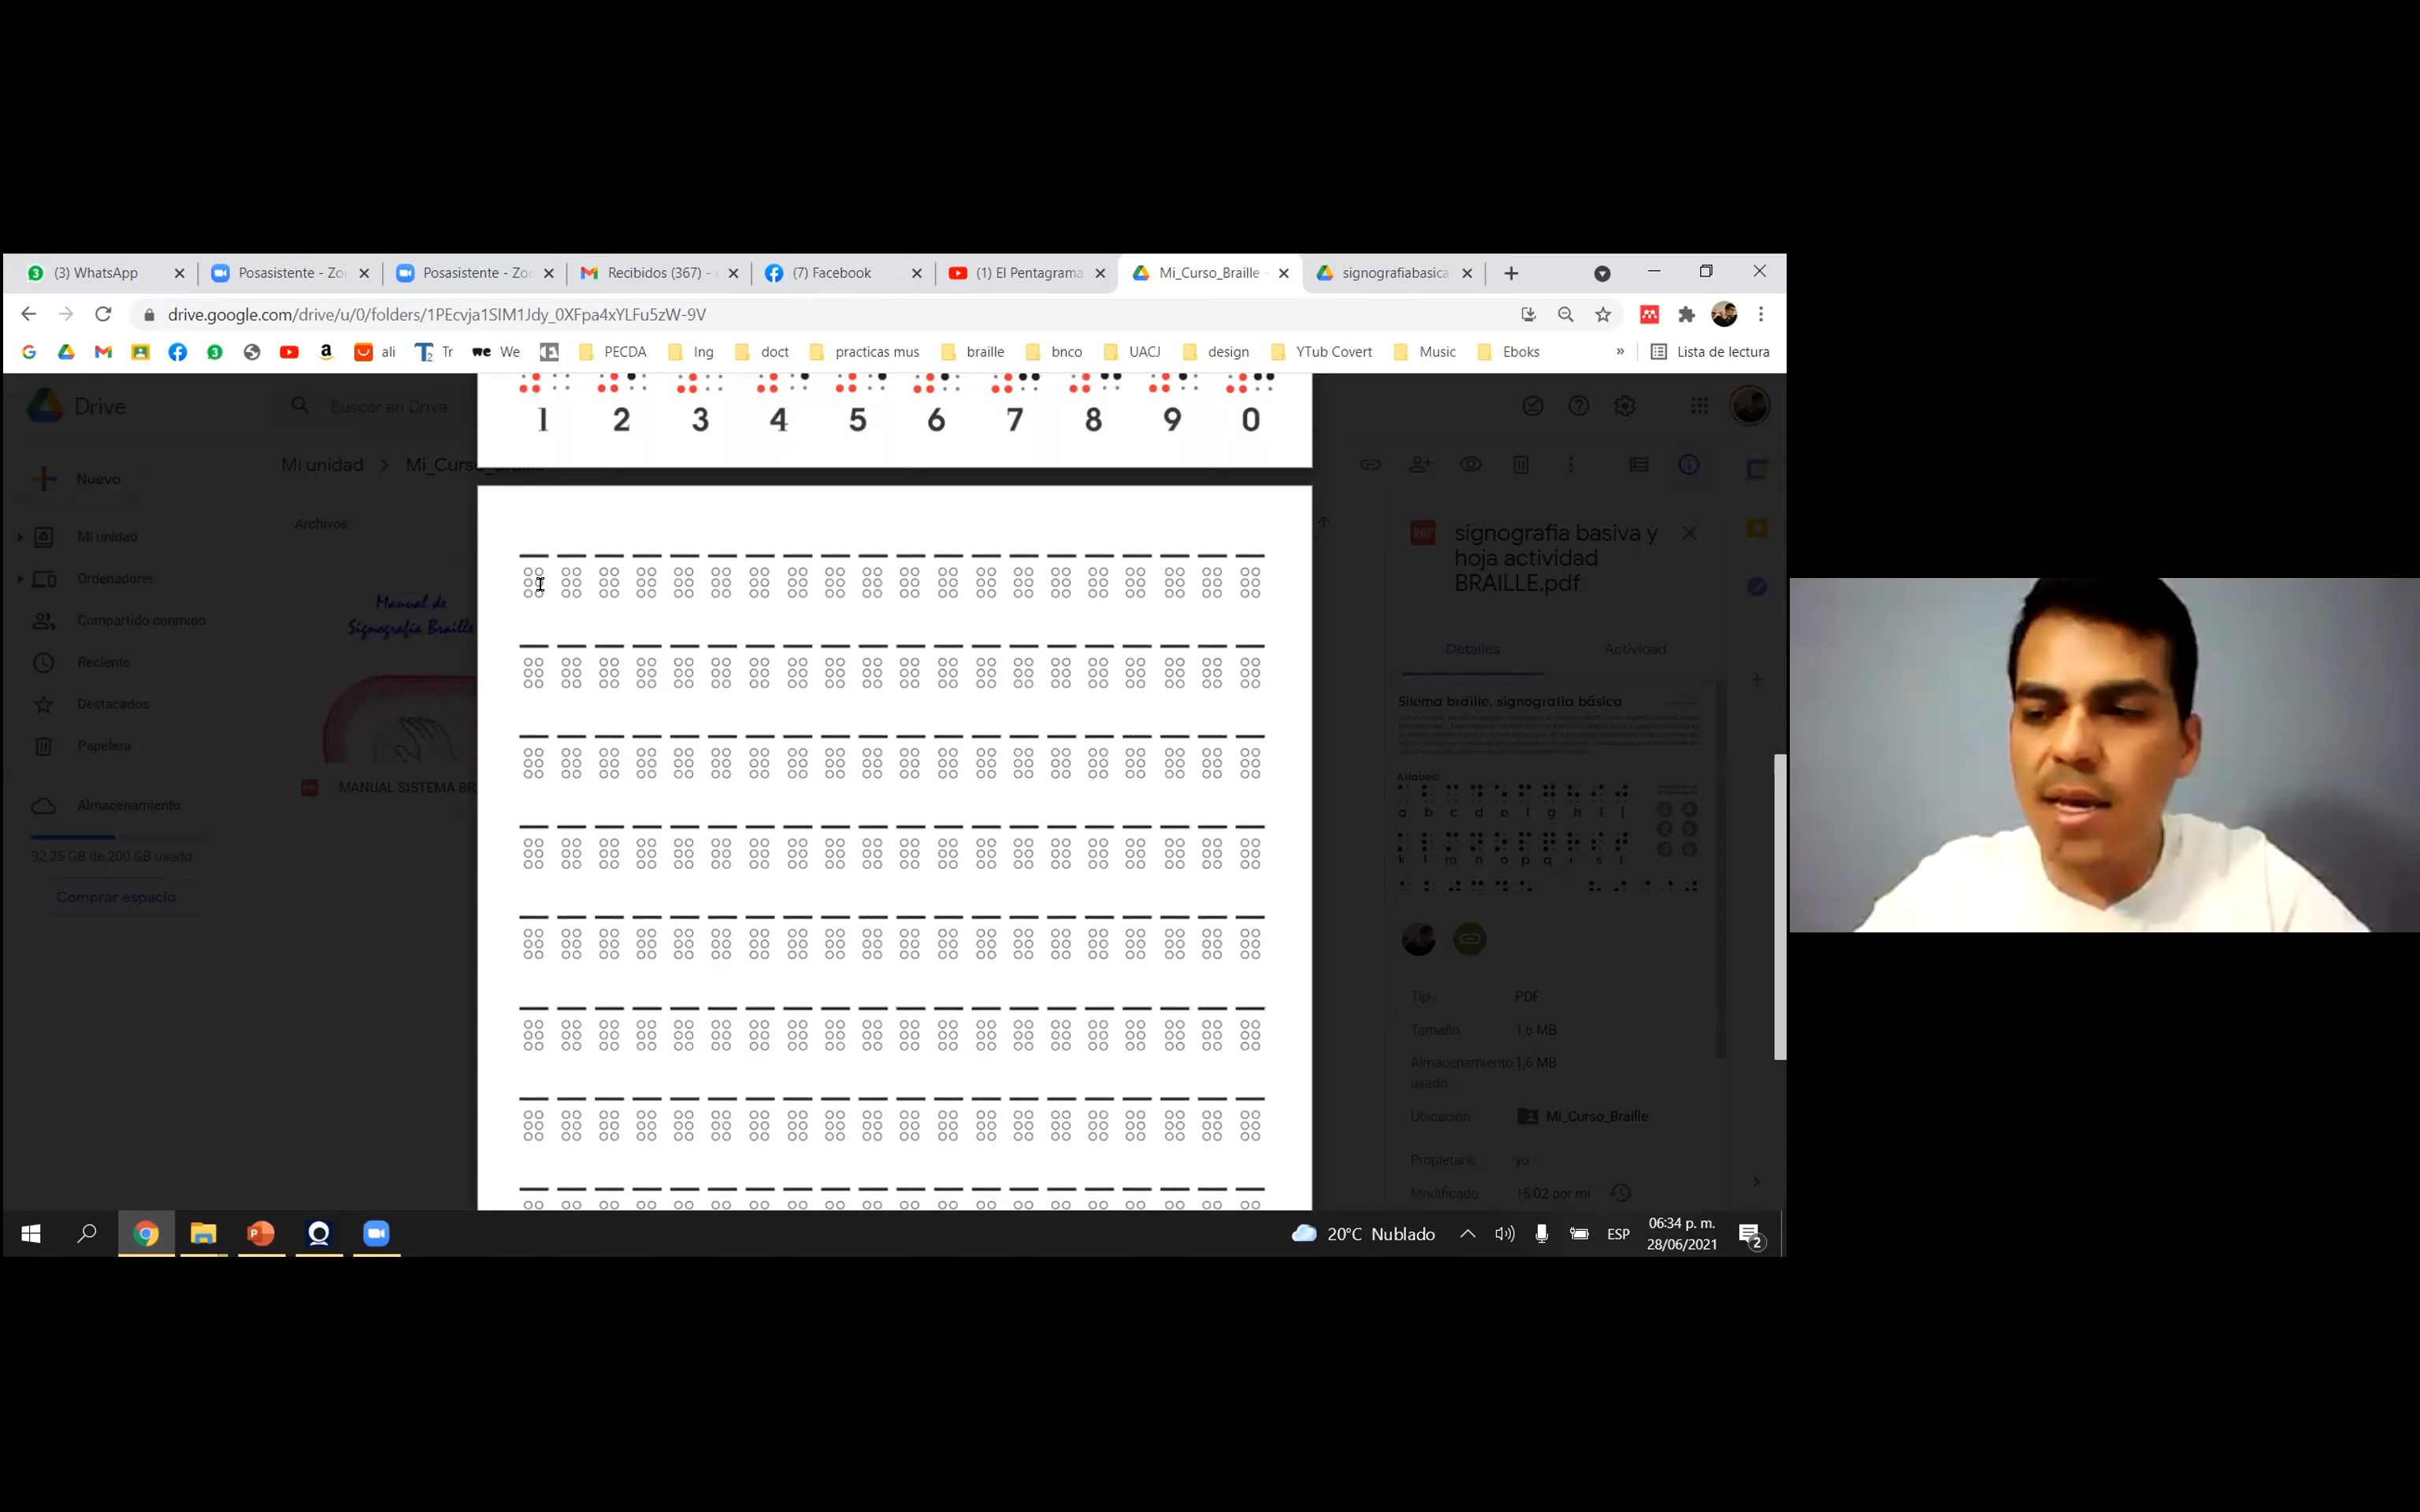 (3) WhatsApp
Posasistente - Zo
Posasistente - Zo
Recibidos (367) -
(7) Facebook
(1) El Pentagrama
Mi_Curso_Braille -
signografiabasica
drive.google.com/drive/u/0/folders/1PEcvja1SIM1Jdy_0XFpa4xYLFu5zW-9V
ali
Tr
We
PECDA
Ing
doct
practicas mus
braille
bnco
UACJ
design
YTub Covert
Music
Eboks
»
Lista de lectura
Drive
Buscar en Drive
1 2 3 4 5 6 7 8 9 0
Mi unidad > Mi_Curso_Braille
Nuevo
Archivos
Mi unidad
Ordenadores
Compartido conmigo
Reciente
Destacados
Papelera
Almacenamiento
92,25 GB de 200 GB usado
Comprar espacio
Manual de
Signografía Braille
MANUAL SISTEMA BR
signografia basiva y
hoja actividad
BRAILLE.pdf
Detalles
Actividad
Sitema braille, signografia básica
a b c d e f g h i j
k l m n o p q r s t
Tipo
PDF
Tamaño
1,6 MB
Almacenamiento
usado
1,6 MB
Ubicación
Mi_Curso_Braille
Propietario
yo
Modificado
15:02 por mi
20°C Nublado
ESP
06:34 p. m.
28/06/2021
2